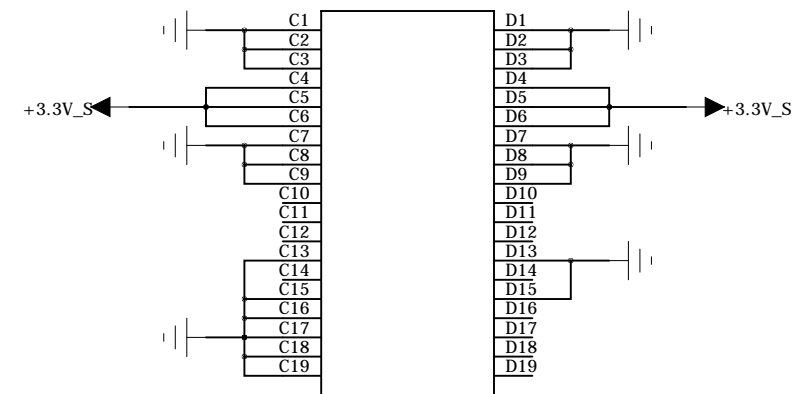 C1 D1
C2 D2
C3 D3
C4 D4
+3.3V_S C5 D5 +3.3V_S
C6 D6
C7 D7
C8 D8
C9 D9
C10 D10
C11 D11
C12 D12
C13 D13
C14 D14
C15 D15
C16 D16
C17 D17
C18 D18
C19 D19